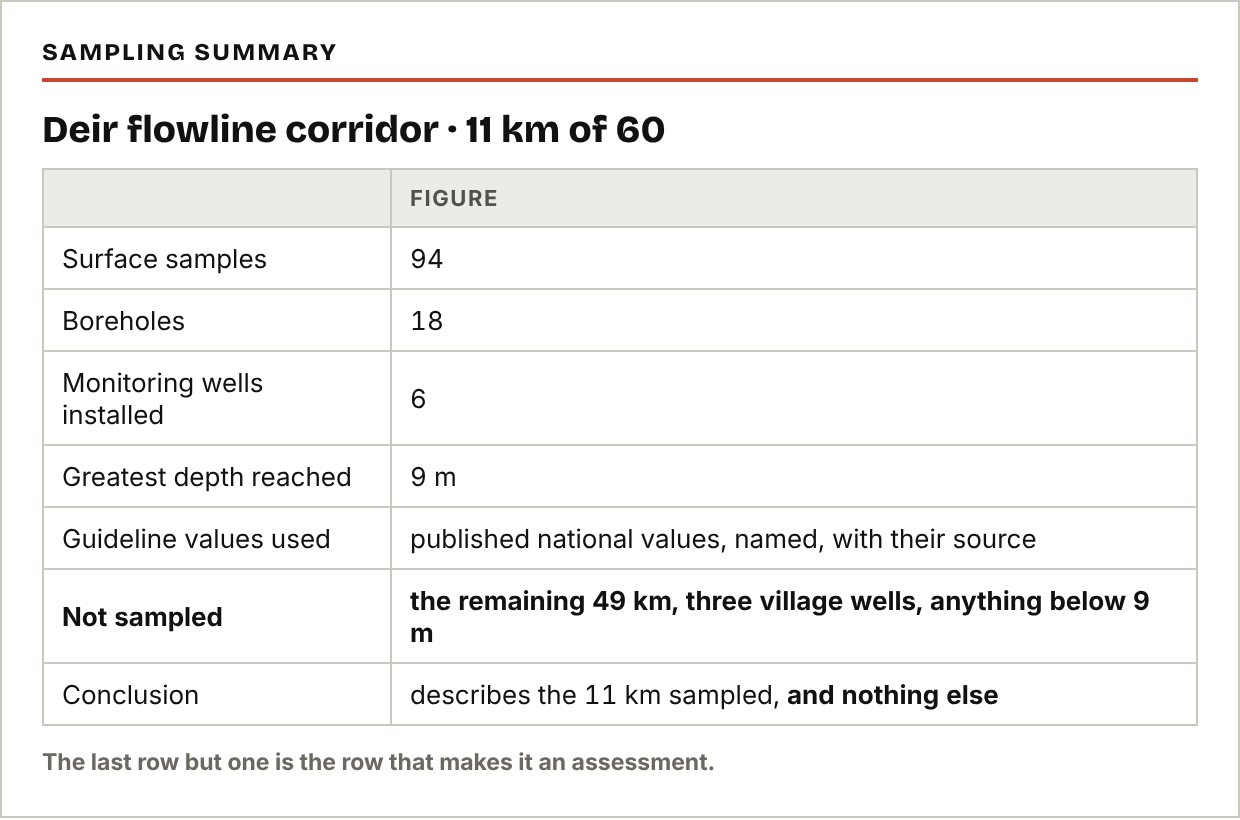 SAMPLING SUMMARY
Deir flowline corridor · 11 km of 60
FIGURE
Surface samples 94
Boreholes 18
Monitoring wells
installed
6
Greatest depth reached 9 m
Guideline values used published national values, named, with their source
Not sampled
the remaining 49 km, three village wells, anything below 9
m
Conclusion describes the 11 km sampled, and nothing else
The last row but one is the row that makes it an assessment.